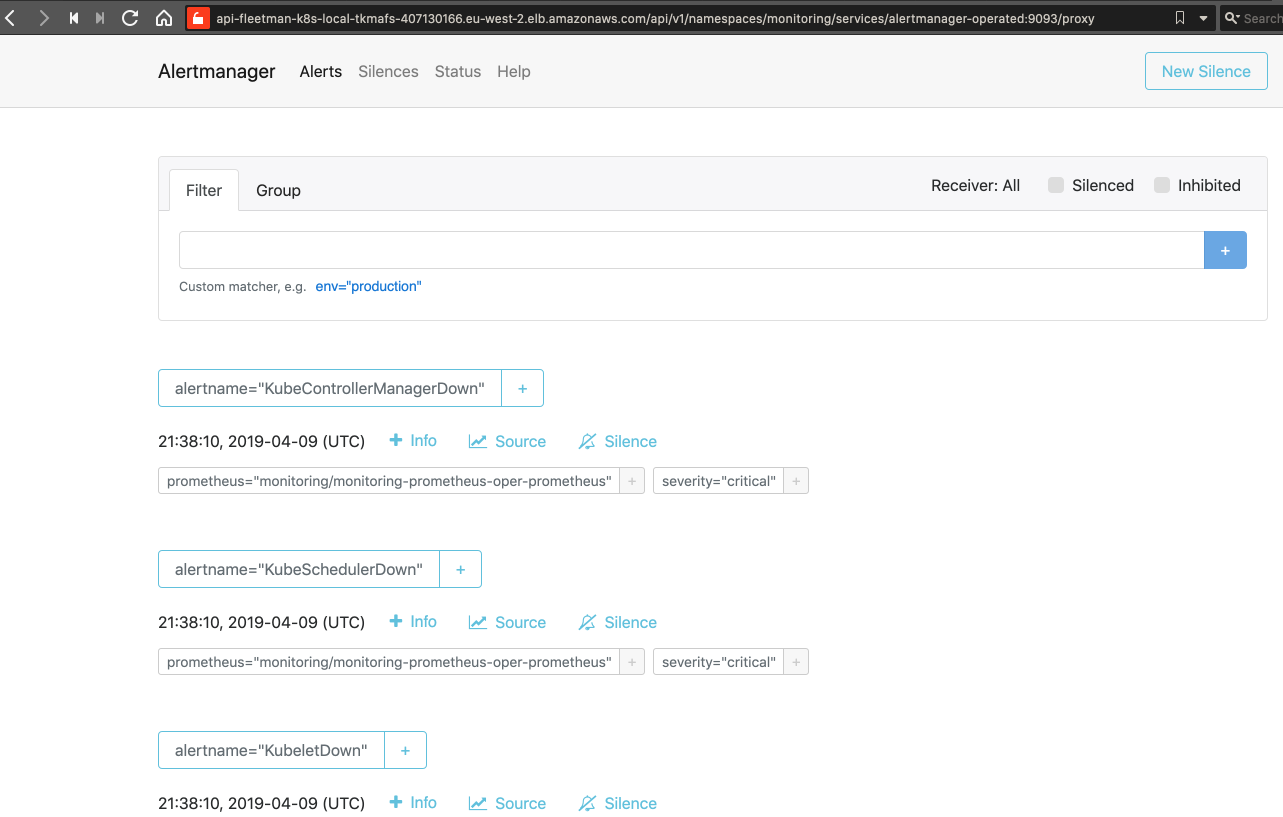 api-fleetman-k8s-local-tkmafs-407130166.eu-west-2.elb.amazonaws.com/api/v1/namespaces/monitoring/services/alertmanager-operated:9093/proxy Search
Alertmanager Alerts Silences Status Help New Silence
Filter Group Receiver: All Silenced Inhibited
+
Custom matcher, e.g. env="production"
alertname="KubeControllerManagerDown" +
21:38:10, 2019-04-09 (UTC) + Info Source Silence
prometheus="monitoring/monitoring-prometheus-oper-prometheus" + severity="critical" +
alertname="KubeSchedulerDown" +
21:38:10, 2019-04-09 (UTC) + Info Source Silence
prometheus="monitoring/monitoring-prometheus-oper-prometheus" + severity="critical" +
alertname="KubeletDown" +
21:38:10, 2019-04-09 (UTC) + Info Source Silence